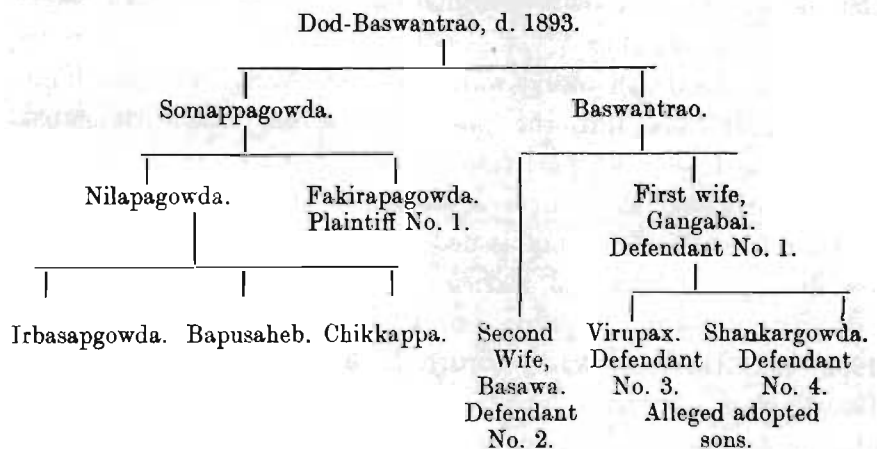 Dod-Baswantrao, d. 1893.
Somappagowda. Baswantrao.
Nilapagowda. Fakirapagowda. First wife,
Plaintiff No. 1. Gangabai.
Defendant No. 1.
Irbasapgowda. Bapusaheb. Chikkappa. Second Virupax. Shankargowda.
Wife, Defendant Defendant
Basawa. No. 3. No. 4.
Defendant Alleged adopted
No. 2. sons.